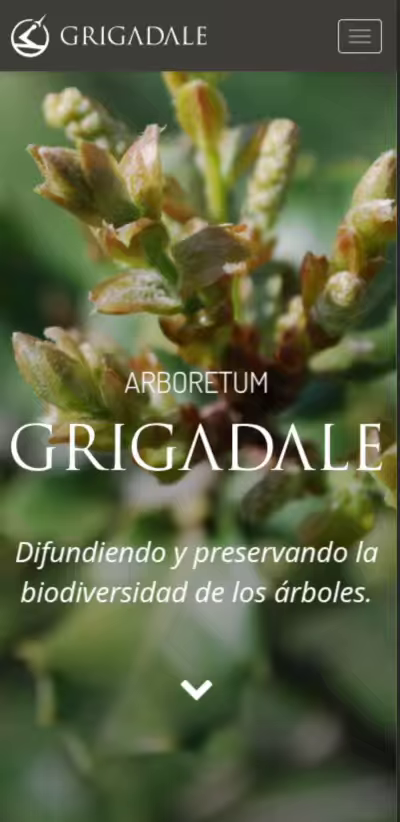 GRIGADALE
ARBORETUM
GRIGADALE
Difundiendo y preservando la
biodiversidad de los árboles.